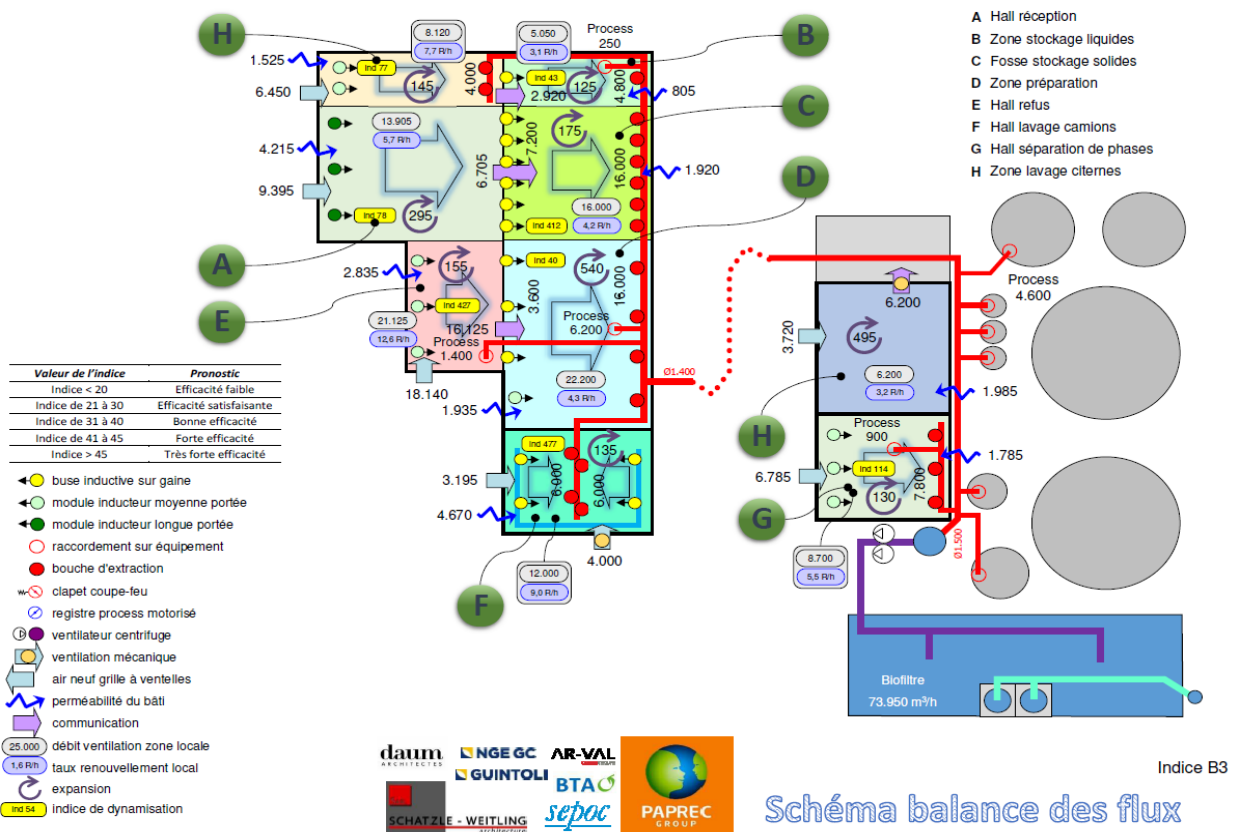 A Hall réction
B Zone stockage liquides
C Fosse stockage solides
D Zone préparation
E Hall refus
F Hall lavage camions
G Hall séparation de phases
H Zone lavage citernes
H
8.120
7,7 R/h
5.050
3,1 R/h
Process
250
B
1.525
Ind 77
145
4.000
Ind 43
125
4.800
805
6.450
2.920
13.905
5,7 R/h
175
C
4.215
7.200
6.705
16.000
1.920
9.395
D
Ind 78
295
16.000
4,2 R/h
Ind 412
A
155
2.835
Ind 40
540
16.000
E
Ind 427
3.600
21.125
12,6 R/h
16.125
Process
6.200
Process
1.400
18.140
22.200
4,3 R/h
Ø1.400
1.935
Ind 477
135
3.195
6.000
6.000
4.670
4.000
12.000
9,0 R/h
F
6.200
Process
4.600
3.720
495
6.200
3,2 R/h
1.985
H
Process
900
1.785
6.785
Ind 114
7.800
130
G
8.700
5,5 R/h
Ø1.500
Biofiltre
73.950 m³/h
Valeur de l'indice Pronostic
Indice < 20 Efficacité faible
Indice de 21 à 30 Efficacité satisfaisante
Indice de 31 à 40 Bonne efficacité
Indice de 41 à 45 Forte efficacité
Indice > 45 Très forte efficacité
buse inductive sur gaine
module inducteur moyenne portée
module inducteur longue portée
raccordement sur équipement
bouche d'extraction
clapet coupe-feu
registre process motorisé
ventilateur centrifuge
ventilation mécanique
air neuf grille à ventelles
perméabilité du bâti
communication
25.000 débit ventilation zone locale
1,6 R/h taux renouvellement local
expansion
Ind 54 indice de dynamisation
daum
ARCHITECTES
NGE GC
GUINTOLI
AR-VAL
BTA
SCHATZLE - WEITLING
architecture
sepoc
PAPREC
GROUP
Indice B3
Schéma balance des flux